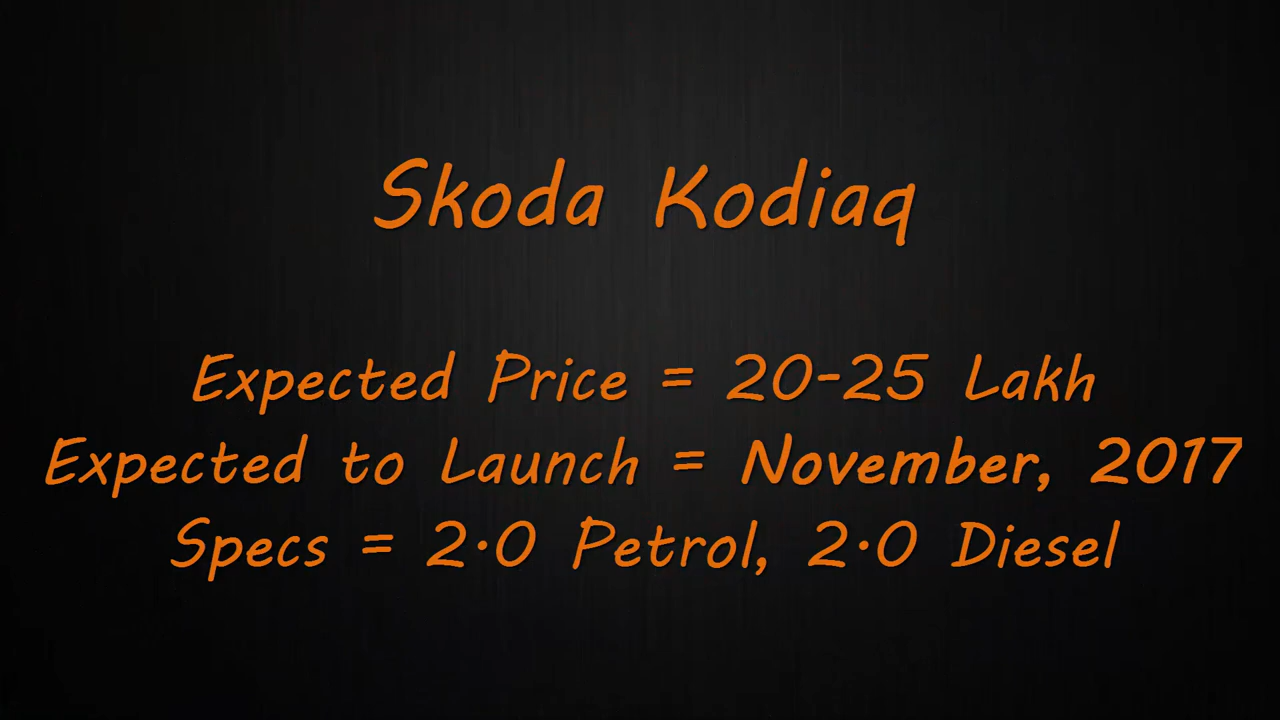 Skoda Kodiaq
Expected Price = 20-25 Lakh
Expected to Launch = November, 2017
Specs = 2.0 Petrol, 2.0 Diesel